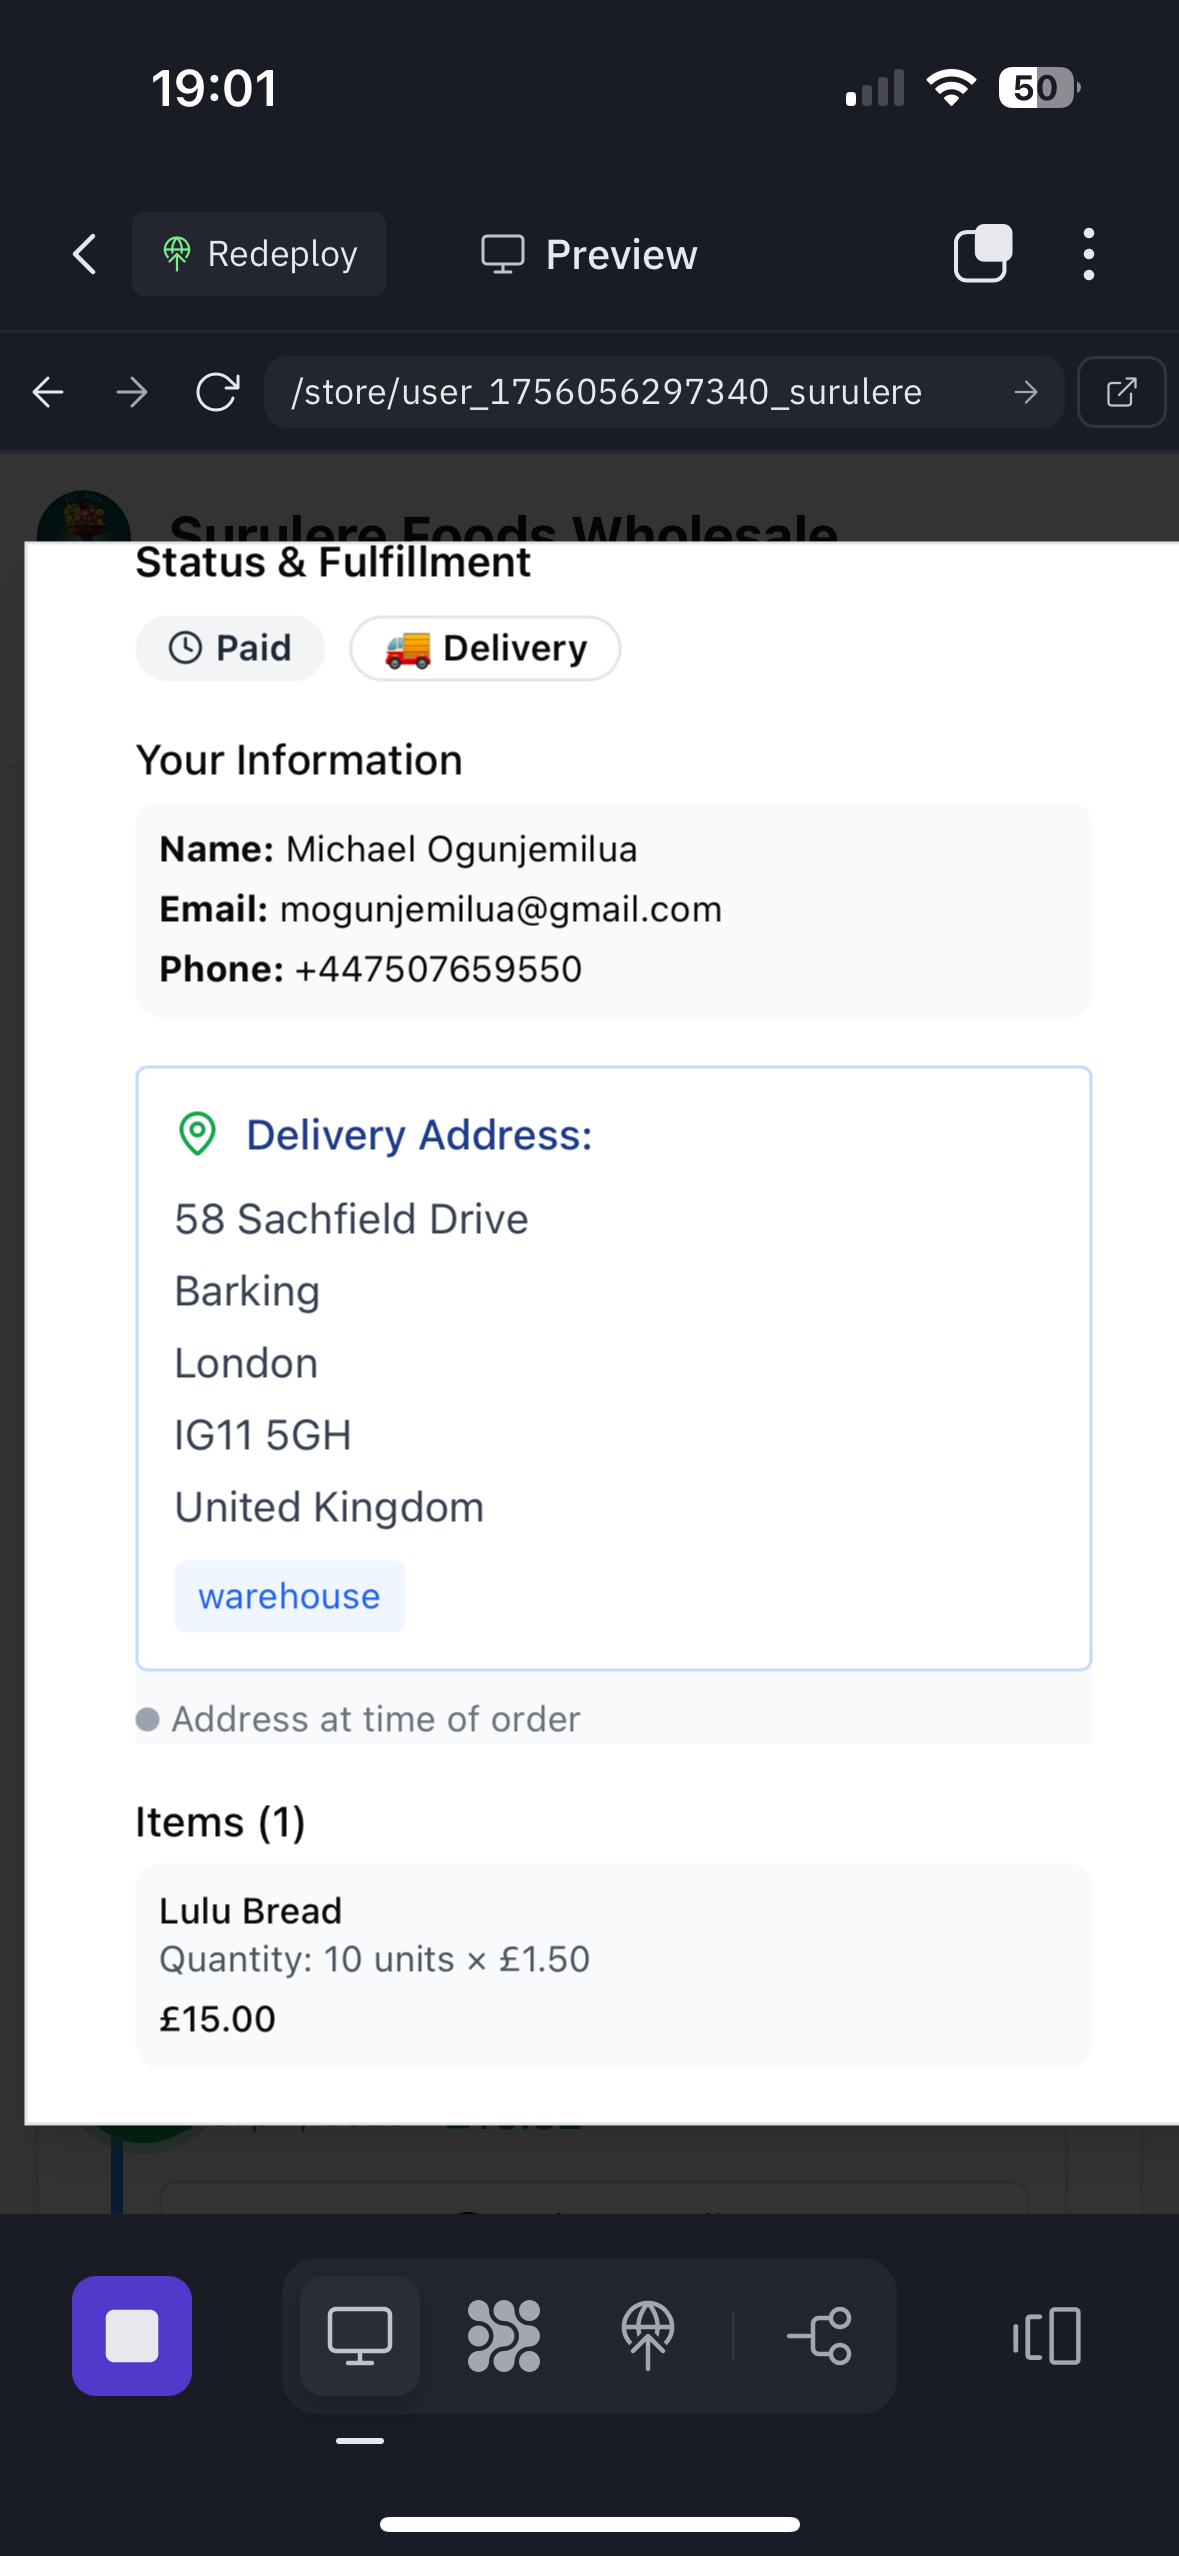 19:01
50
Redeploy
Preview
/store/user_1756056297340_surulere
Surulere Foods Wholesale
Status & Fulfillment
Paid
Delivery
Your Information
Name: Michael Ogunjemilua
Email: mogunjemilua@gmail.com
Phone: +447507659550
Delivery Address:
58 Sachfield Drive
Barking
London
IG11 5GH
United Kingdom
warehouse
Address at time of order
Items (1)
Lulu Bread
Quantity: 10 units × £1.50
£15.00